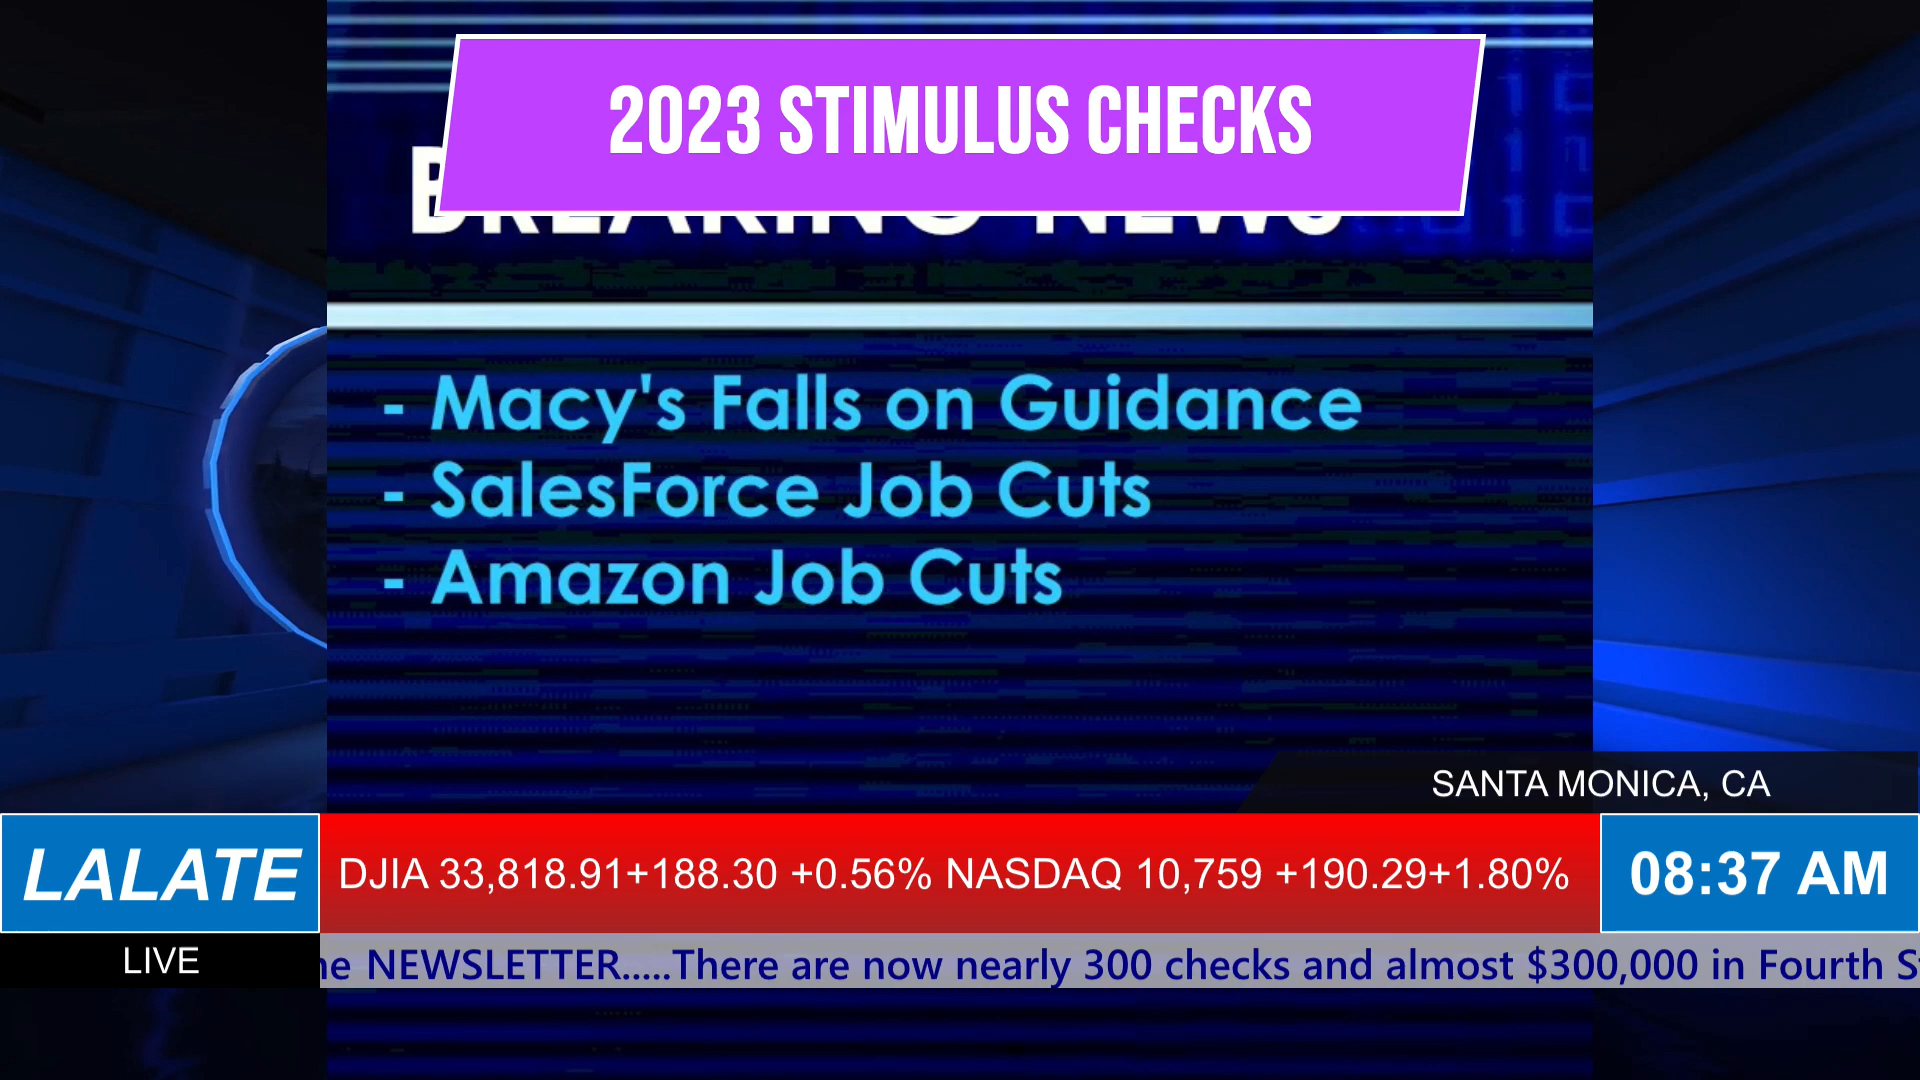 2023 STIMULUS CHECKS
BREAKING NEWS
- Macy's Falls on Guidance
- SalesForce Job Cuts
- Amazon Job Cuts
SANTA MONICA, CA
LALATE
DJIA 33,818.91+188.30 +0.56% NASDAQ 10,759 +190.29+1.80%
08:37 AM
LIVE
NEWSLETTER.....There are now nearly 300 checks and almost $300,000 in Fourth